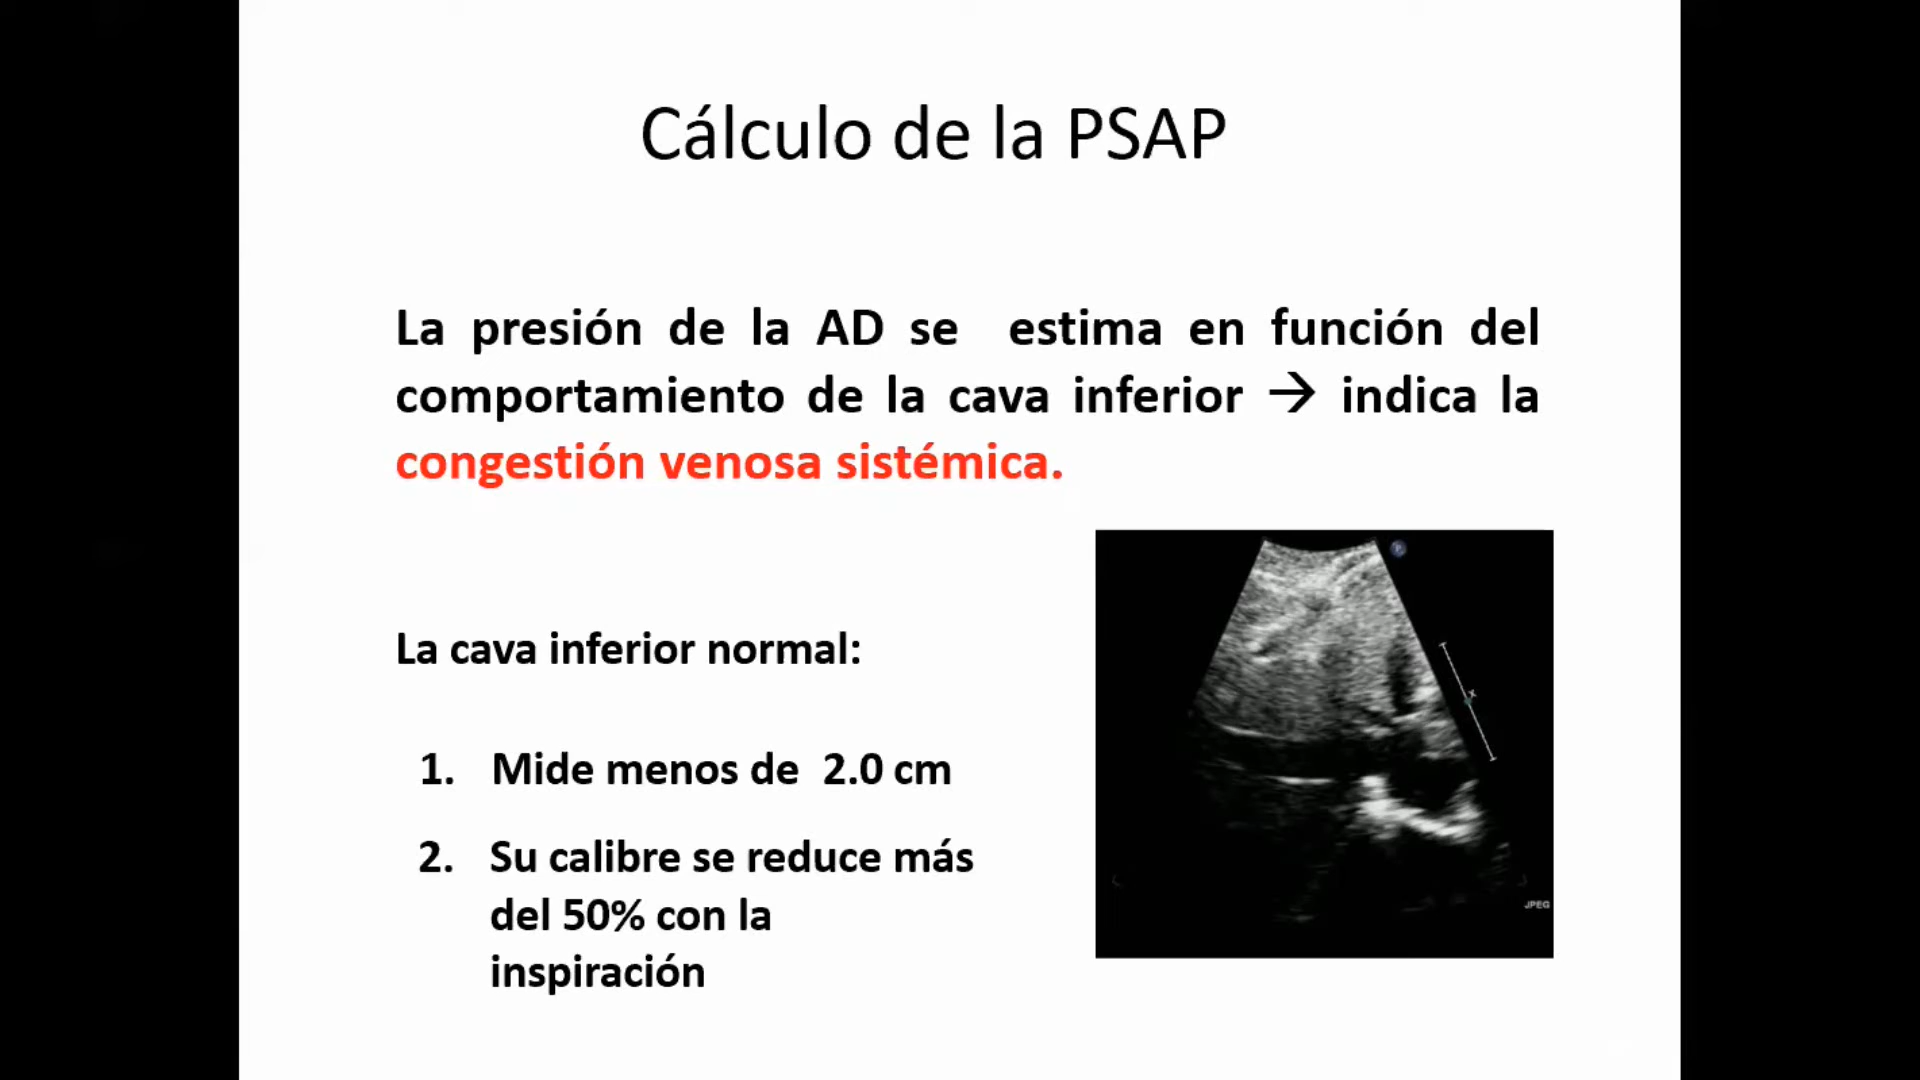 Cálculo de la PSAP
La presión de la AD se estima en función del
comportamiento de la cava inferior → indica la
congestión venosa sistémica.
La cava inferior normal:
1. Mide menos de 2.0 cm
2. Su calibre se reduce más
del 50% con la
inspiración
P
x
JPEG